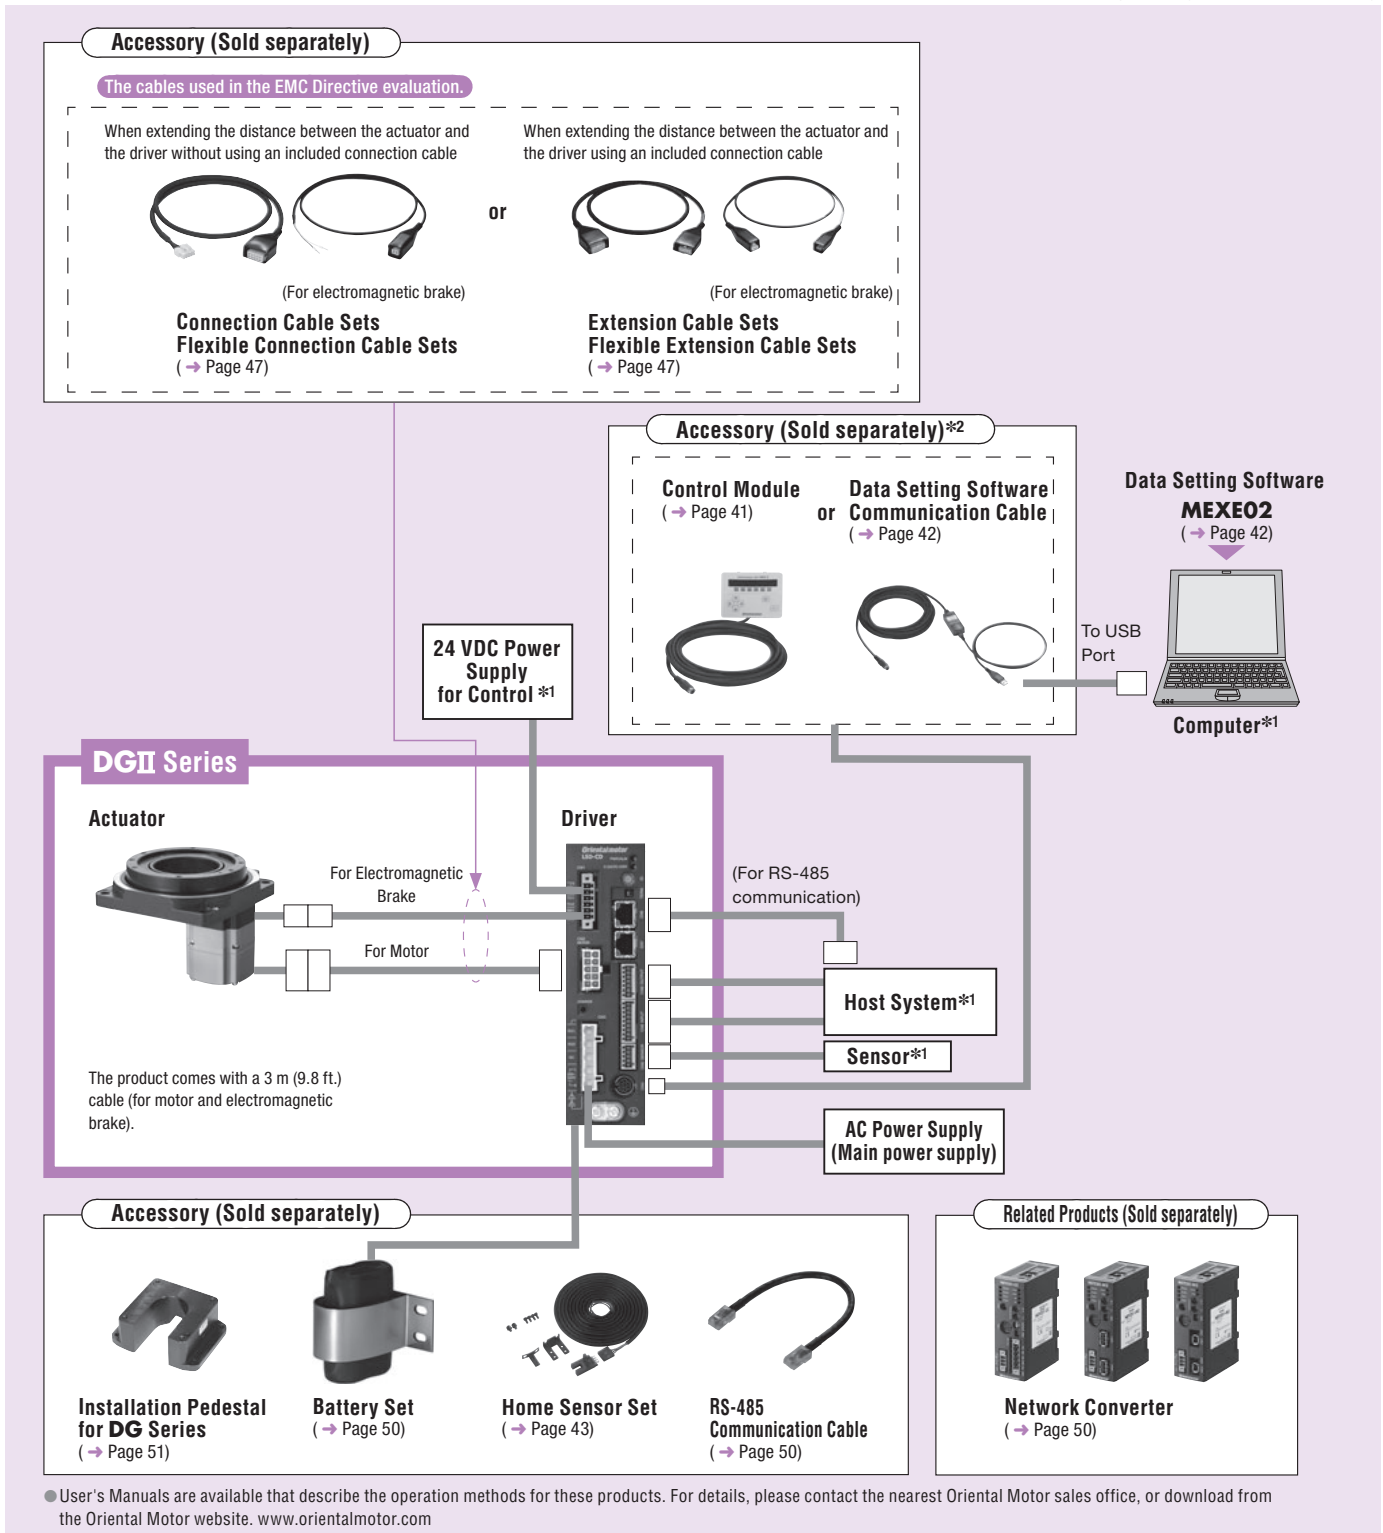 Accessory (Sold separately)
The cables used in the EMC Directive evaluation.
When extending the distance between the actuator and
the driver without using an included connection cable
When extending the distance between the actuator and
the driver using an included connection cable
or
(For electromagnetic brake)
(For electromagnetic brake)
Connection Cable Sets
Flexible Connection Cable Sets
( ➜ Page 47)
Extension Cable Sets
Flexible Extension Cable Sets
( ➜ Page 47)
Accessory (Sold separately)*2
Control Module
( ➜ Page 41)
or
Data Setting Software
Communication Cable
( ➜ Page 42)
Data Setting Software
MEXE02
( ➜ Page 42)
To USB
Port
Computer*1
24 VDC Power
Supply
for Control *1
DGII Series
Actuator
Driver
Orientalmotor
For Electromagnetic
Brake
For Motor
(For RS-485
communication)
Host System*1
Sensor*1
AC Power Supply
(Main power supply)
The product comes with a 3 m (9.8 ft.)
cable (for motor and electromagnetic
brake).
Accessory (Sold separately)
Installation Pedestal
for DG Series
( ➜ Page 51)
Battery Set
( ➜ Page 50)
Home Sensor Set
( ➜ Page 43)
RS-485
Communication Cable
( ➜ Page 50)
Related Products (Sold separately)
Network Converter
( ➜ Page 50)
●User's Manuals are available that describe the operation methods for these products. For details, please contact the nearest Oriental Motor sales office, or download from
the Oriental Motor website. www.orientalmotor.com